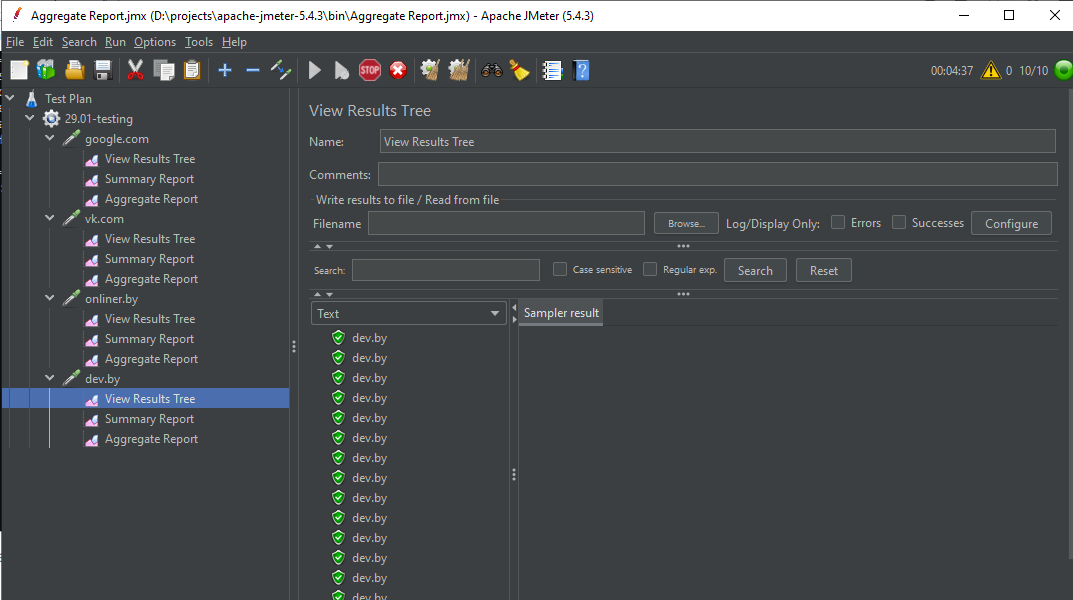 Aggregate Report.jmx (D:\projects\apache-jmeter-5.4.3\bin\Aggregate Report.jmx) - Apache JMeter (5.4.3)
File Edit Search Run Options Tools Help
STOP
00:04:37 0 10/10
Test Plan
29.01-testing
google.com
View Results Tree
Summary Report
Aggregate Report
vk.com
View Results Tree
Summary Report
Aggregate Report
onliner.by
View Results Tree
Summary Report
Aggregate Report
dev.by
View Results Tree
Summary Report
Aggregate Report
View Results Tree
Name: View Results Tree
Comments:
Write results to file / Read from file
Filename Browse... Log/Display Only: Errors Successes Configure
Search: Case sensitive Regular exp. Search Reset
Text Sampler result
dev.by
dev.by
dev.by
dev.by
dev.by
dev.by
dev.by
dev.by
dev.by
dev.by
dev.by
dev.by
dev.by
dev.by